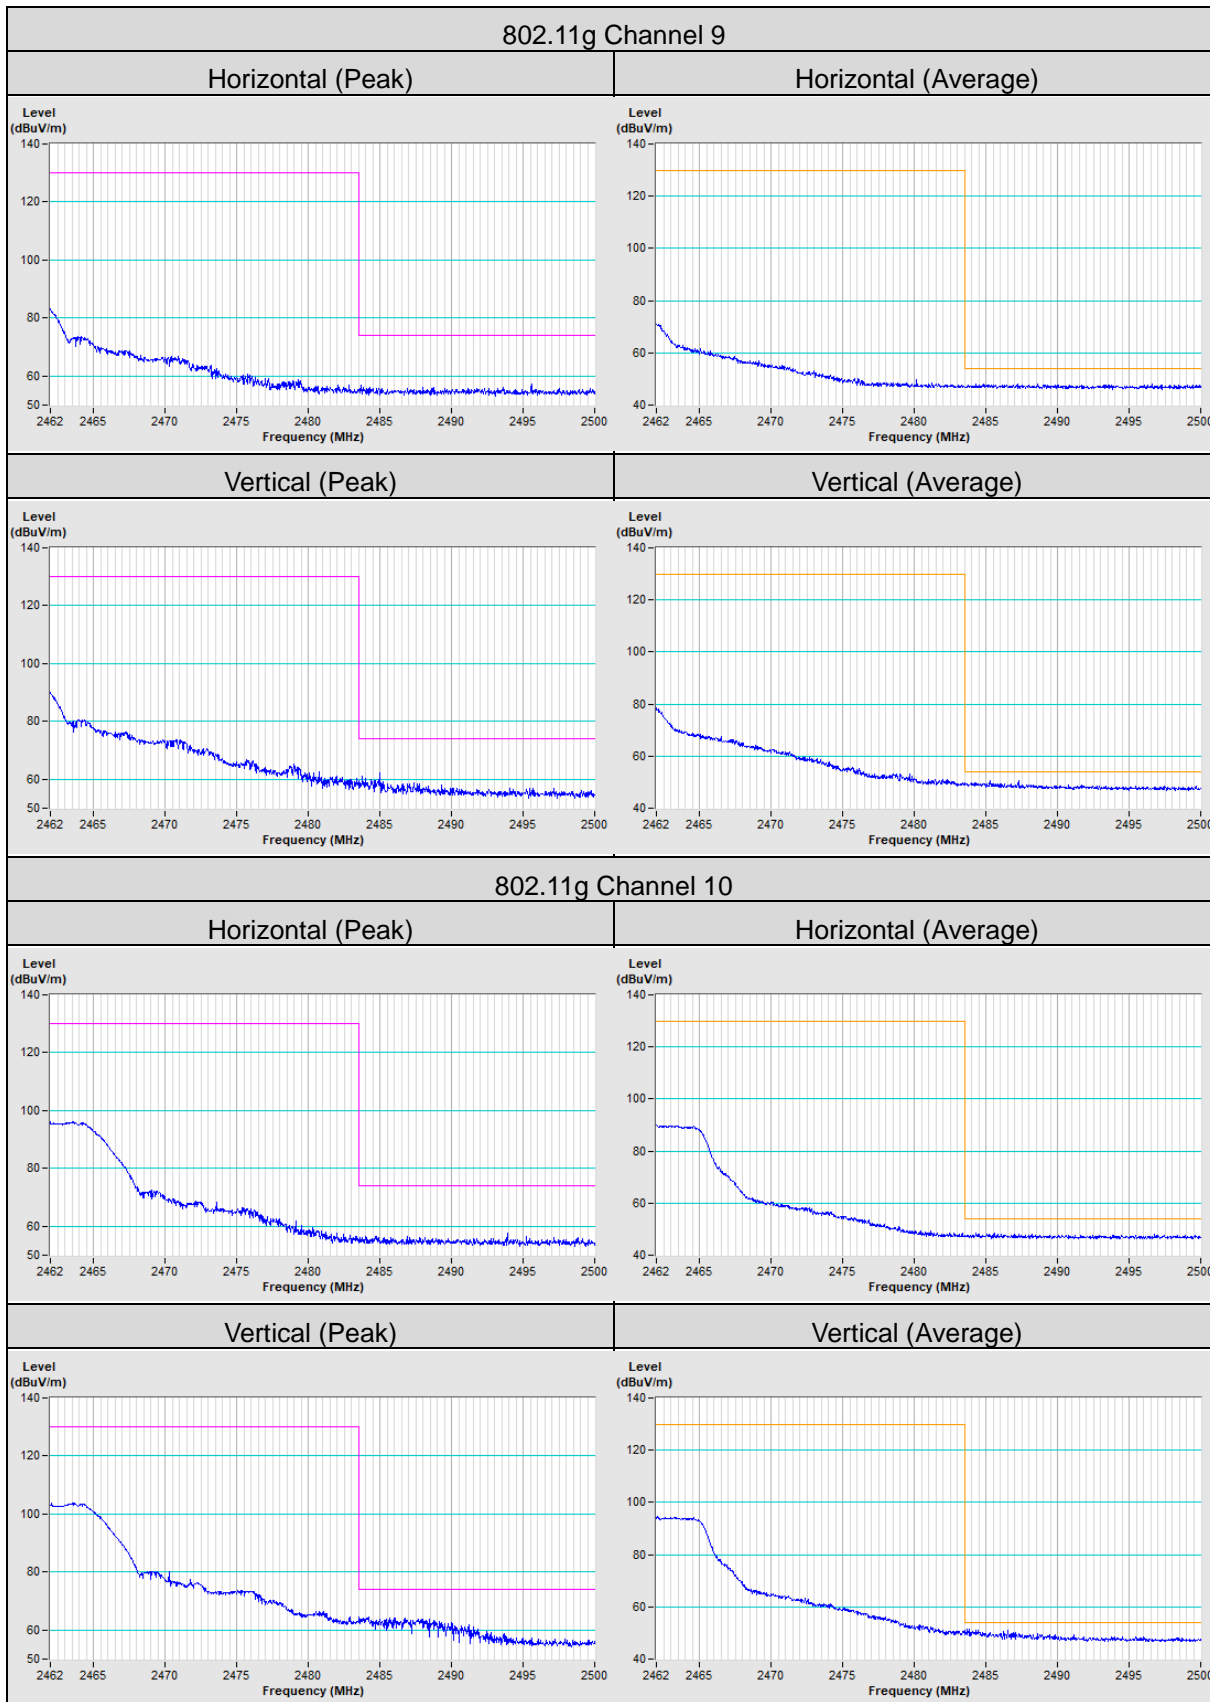 802.11g Channel 9
Horizontal (Peak) Horizontal (Average)
Level
(dBuV/m)
140
120
100
80
60
50
2462 2465 2470 2475 2480 2485 2490 2495 2500
Frequency (MHz)
Level
(dBuV/m)
140
120
100
80
60
40
2462 2465 2470 2475 2480 2485 2490 2495 2500
Frequency (MHz)
Vertical (Peak) Vertical (Average)
Level
(dBuV/m)
140
120
100
80
60
50
2462 2465 2470 2475 2480 2485 2490 2495 2500
Frequency (MHz)
Level
(dBuV/m)
140
120
100
80
60
40
2462 2465 2470 2475 2480 2485 2490 2495 2500
Frequency (MHz)
802.11g Channel 10
Horizontal (Peak) Horizontal (Average)
Level
(dBuV/m)
140
120
100
80
60
50
2462 2465 2470 2475 2480 2485 2490 2495 2500
Frequency (MHz)
Level
(dBuV/m)
140
120
100
80
60
40
2462 2465 2470 2475 2480 2485 2490 2495 2500
Frequency (MHz)
Vertical (Peak) Vertical (Average)
Level
(dBuV/m)
140
120
100
80
60
50
2462 2465 2470 2475 2480 2485 2490 2495 2500
Frequency (MHz)
Level
(dBuV/m)
140
120
100
80
60
40
2462 2465 2470 2475 2480 2485 2490 2495 2500
Frequency (MHz)